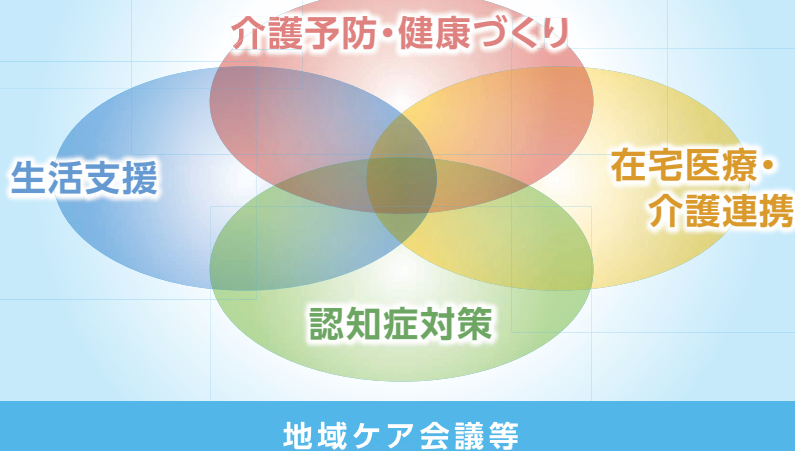 介護予防・健康づくり
生活支援
在宅医療・
介護連携
認知症対策
地域ケア会議等